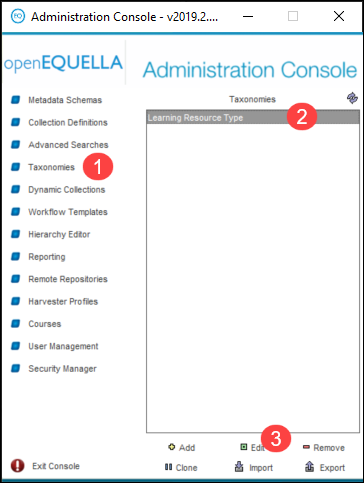 Administration Console - v2019.2....
openEQUELLA
Administration Console
Metadata Schemas
Collection Definitions
Advanced Searches
Taxonomies
1
Dynamic Collections
Workflow Templates
Hierarchy Editor
Reporting
Remote Repositories
Harvester Profiles
Courses
User Management
Security Manager
Exit Console
Taxonomies
Learning Resource Type
2
3
Add
Edit
Remove
Clone
Import
Export